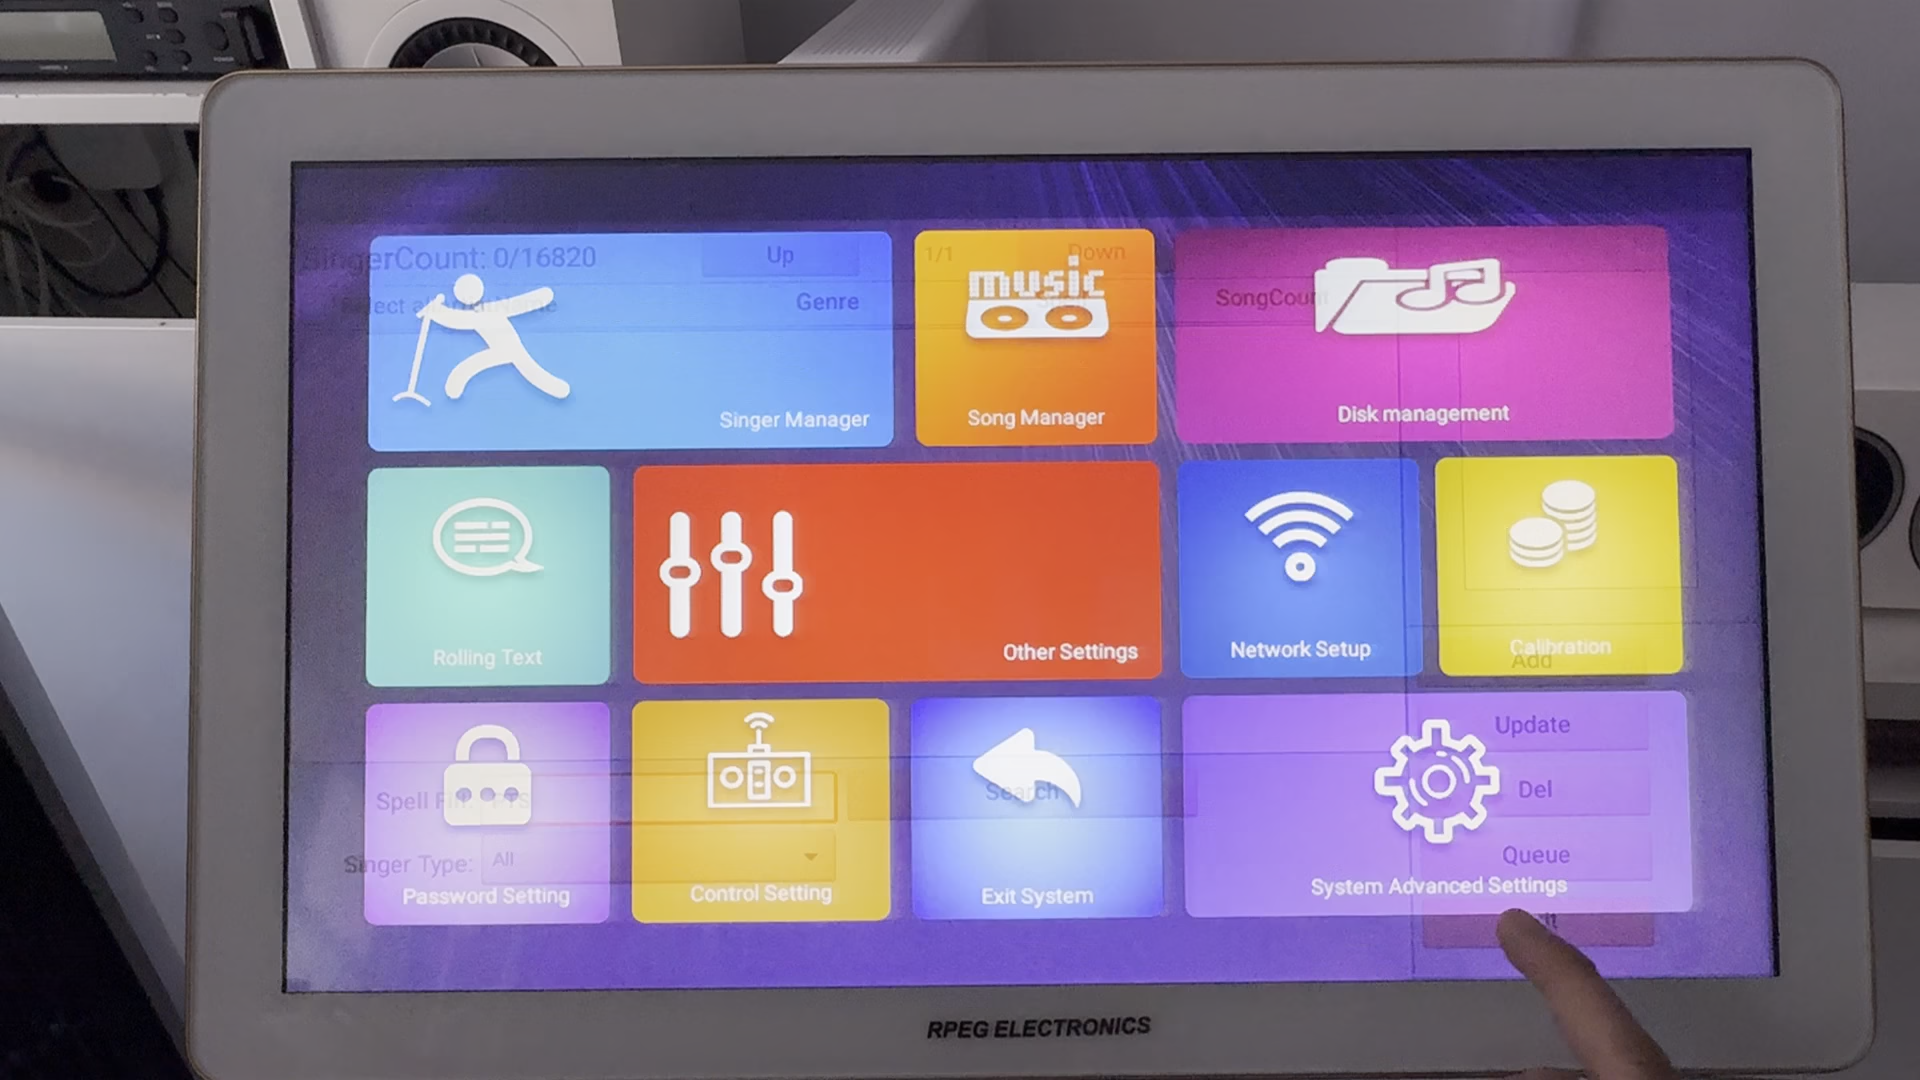 SingerCount: 0/16820
Up
1/1
Down
Genre
SongCount
music
Singer Manager
Song Manager
Disk management
Rolling Text
Other Settings
Network Setup
Calibration
Add
Update
Search
Del
Singer Type: All
Queue
Password Setting
Control Setting
Exit System
System Advanced Settings
RPEG ELECTRONICS